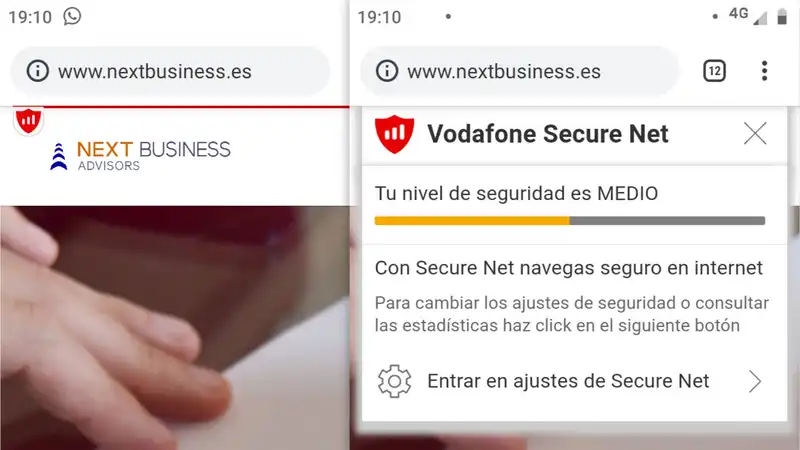 19:10
www.nextbusiness.es
NEXT BUSINESS
ADVISORS
19:10
4G
www.nextbusiness.es
12
Vodafone Secure Net
Tu nivel de seguridad es MEDIO
Con Secure Net navegas seguro en internet
Para cambiar los ajustes de seguridad o consultar
las estadísticas haz click en el siguiente botón
Entrar en ajustes de Secure Net